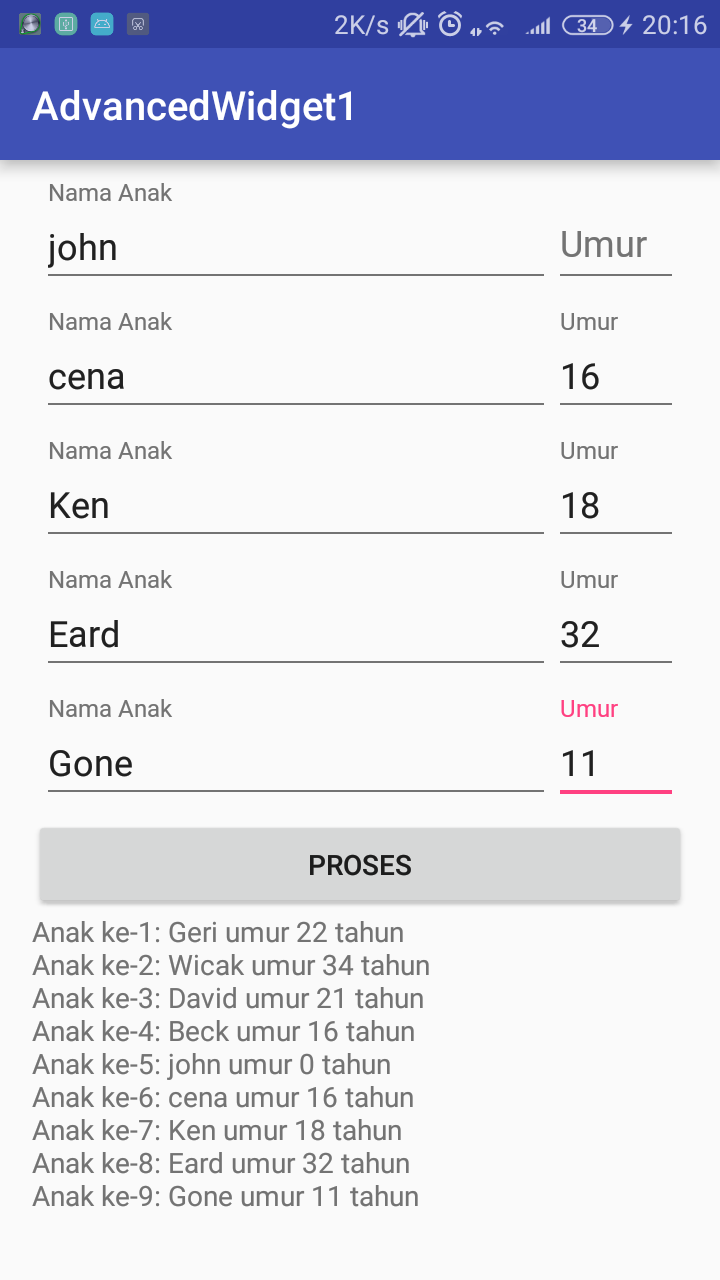 2K/s 34 20:16
AdvancedWidget1
Nama Anak
john Umur
Nama Anak Umur
cena 16
Nama Anak Umur
Ken 18
Nama Anak Umur
Eard 32
Nama Anak Umur
Gone 11
PROSES
Anak ke-1: Geri umur 22 tahun
Anak ke-2: Wicak umur 34 tahun
Anak ke-3: David umur 21 tahun
Anak ke-4: Beck umur 16 tahun
Anak ke-5: john umur 0 tahun
Anak ke-6: cena umur 16 tahun
Anak ke-7: Ken umur 18 tahun
Anak ke-8: Eard umur 32 tahun
Anak ke-9: Gone umur 11 tahun